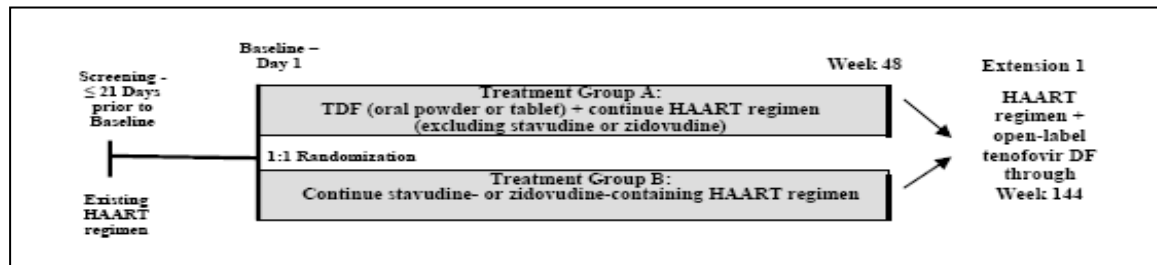 Screening -
≤ 21 Days
prior to
Baseline
Existing
HAART
regimen
Baseline –
Day 1
1:1 Randomization
Treatment Group A:
TDF (oral powder or tablet) + continue HAART regimen
(excluding stavudine or zidovudine)
Treatment Group B:
Continue stavudine- or zidovudine-containing HAART regimen
Week 48
Extension 1
HAART
regimen +
open-label
tenofovir DF
through
Week 144